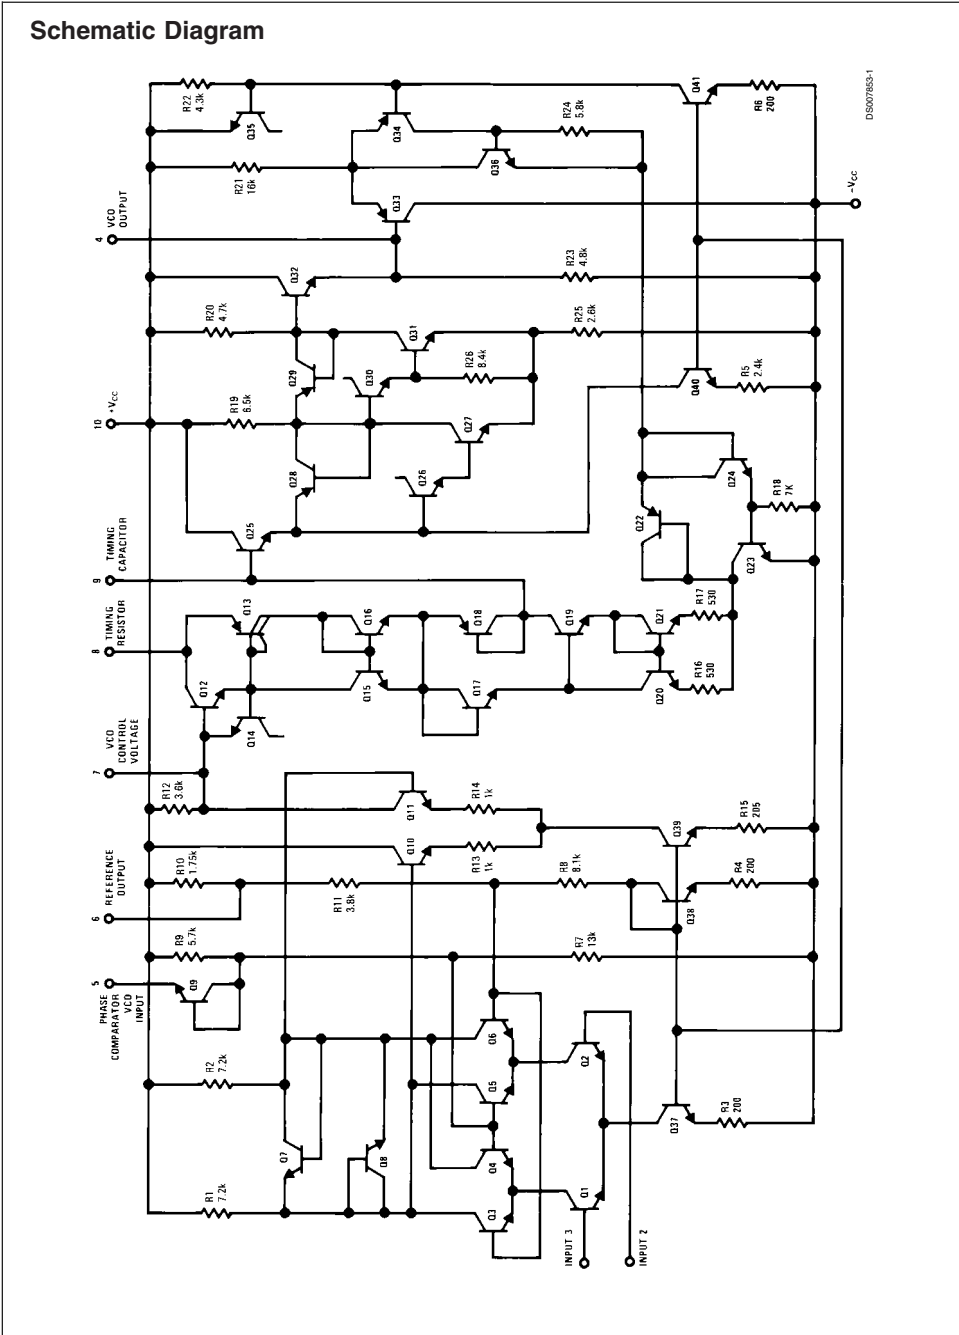 Schematic Diagram
DS007853-1
R22
4.3k
Q35
R21
16k
Q34
Q36
R24
5.8k
Q41
R6
200
4
VCO
OUTPUT
Q33
-VCC
Q32
R23
4.8k
R20
4.7k
Q31
R25
2.6k
Q29
Q30
R26
8.4k
10
+VCC
R19
6.5k
Q28
Q27
Q26
Q40
R5
2.4k
Q24
R18
7K
Q22
Q23
9
TIMING
CAPACITOR
Q25
8
TIMING
RESISTOR
Q13
Q16
Q18
Q19
Q21
R17
530
Q12
Q14
Q15
Q17
Q20
R16
530
7
VCO
CONTROL
VOLTAGE
R12
3.6k
Q11
R14
1k
Q10
R13
1k
Q39
R15
205
6
REFERENCE
OUTPUT
R10
1.75k
R11
3.8k
R8
8.1k
Q38
R4
200
5
PHASE
COMPARATOR
VCO
INPUT
R9
5.7k
Q9
R7
13k
R2
7.2k
Q6
Q5
Q2
Q7
Q8
Q4
Q37
R3
200
R1
7.2k
Q3
Q1
INPUT 3
INPUT 2